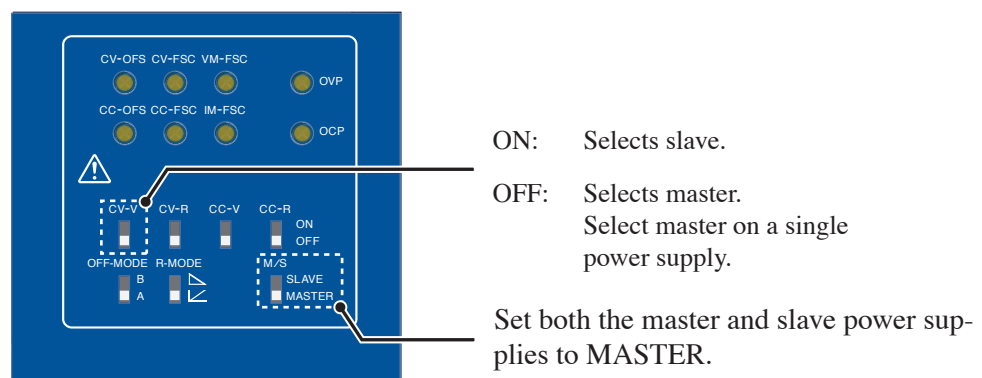 CV-OFS CV-FSC VM-FSC
OVP
CC-OFS CC-FSC IM-FSC
OCP
CV-V CV-R CC-V CC-R
ON
OFF
OFF-MODE R-MODE M/S
B SLAVE
A MASTER
ON: Selects slave.
OFF: Selects master.
Select master on a single
power supply.
Set both the master and slave power sup-
plies to MASTER.